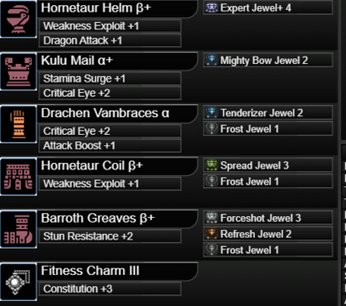 Hornetaur Helm β+
Weakness Exploit +1
Dragon Attack +1
Expert Jewel+ 4
Kulu Mail α+
Stamina Surge +1
Critical Eye +2
Mighty Bow Jewel 2
Drachen Vambraces α
Critical Eye +2
Attack Boost +1
Tenderizer Jewel 2
Frost Jewel 1
Hornetaur Coil β+
Weakness Exploit +1
Spread Jewel 3
Frost Jewel 1
Barroth Greaves β+
Stun Resistance +2
Forceshot Jewel 3
Refresh Jewel 2
Frost Jewel 1
Fitness Charm III
Constitution +3